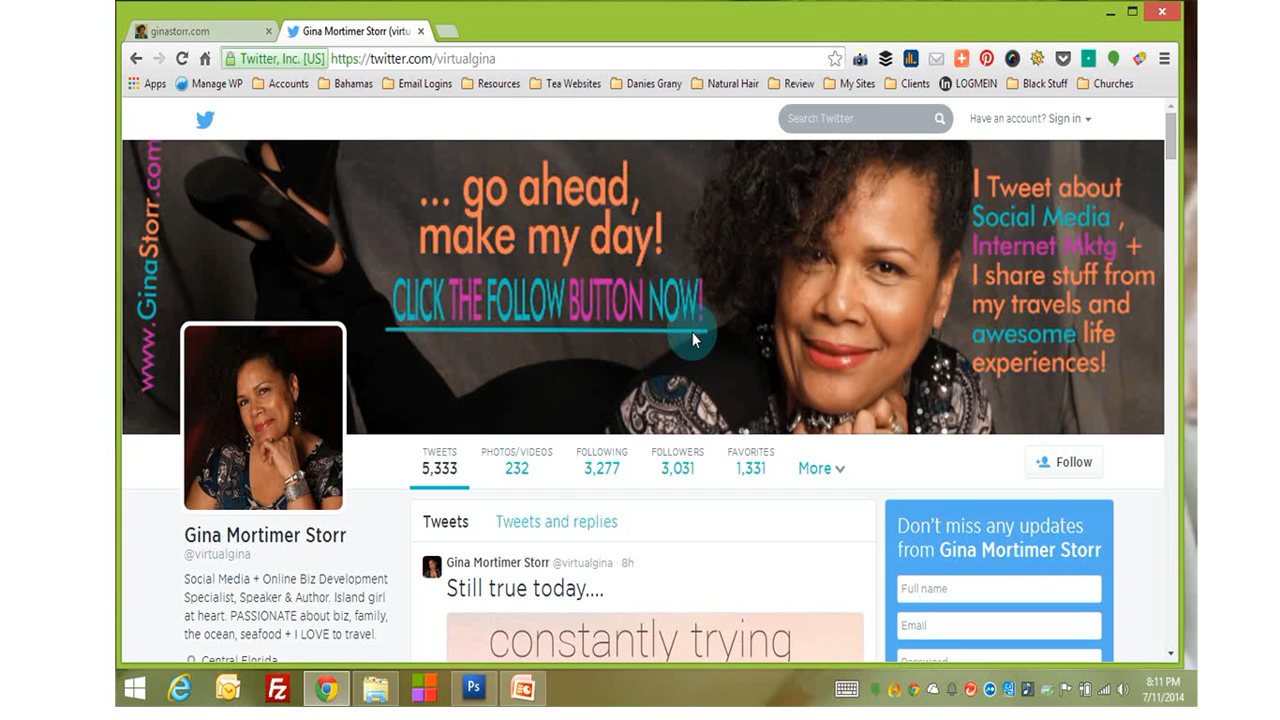 ginastorr.com
Gina Mortimer Storr (virtu
Twitter, Inc. [US] https://twitter.com/virtualgina
Apps Manage WP Accounts Bahamas Email Logins Resources Tea Websites Danies Grany Natural Hair Review My Sites Clients LOGMEIN Black Stuff Churches
Search Twitter
Have an account? Sign in
www.GinaStorr.com
... go ahead,
make my day!
CLICK THE FOLLOW BUTTON NOW!
I Tweet about
Social Media ,
Internet Mktg +
I share stuff from
my travels and
awesome life
experiences!
TWEETS PHOTOS/VIDEOS FOLLOWING FOLLOWERS FAVORITES
5,333 232 3,277 3,031 1,331 More
Follow
Gina Mortimer Storr
@virtualgina
Social Media + Online Biz Development
Specialist, Speaker & Author. Island girl
at heart. PASSIONATE about biz, family,
the ocean, seafood + I LOVE to travel.
Central Florida
Tweets Tweets and replies
Gina Mortimer Storr @virtualgina · 8h
Still true today....
constantly trying
Don't miss any updates
from Gina Mortimer Storr
Full name
Email
Password
Fz
Ps
8:11 PM
7/11/2014